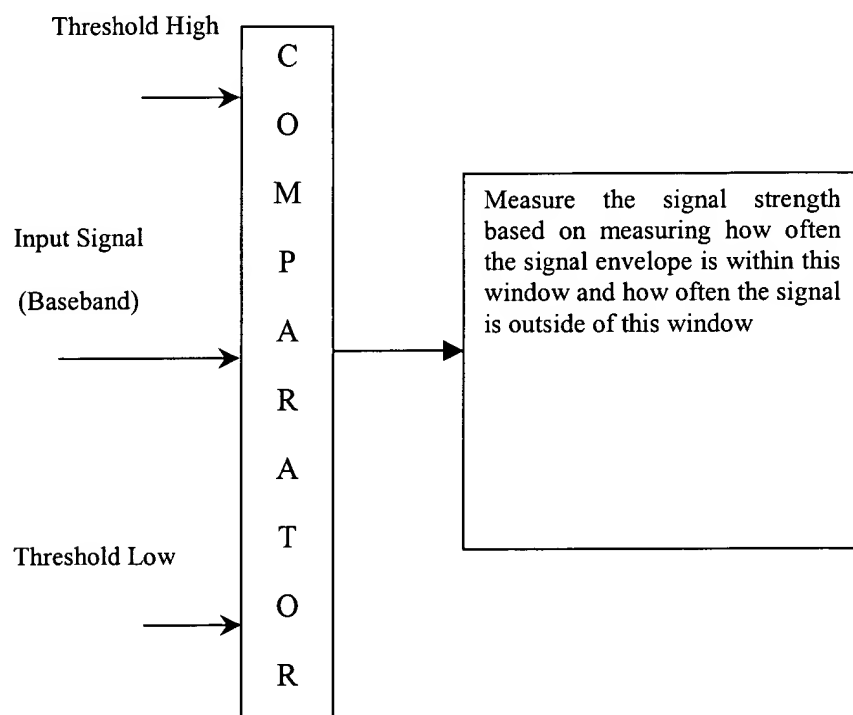 Threshold High
Input Signal
(Baseband)
Threshold Low
C
O
M
P
A
R
A
T
O
R
Measure the signal strength
based on measuring how often
the signal envelope is within this
window and how often the signal
is outside of this window